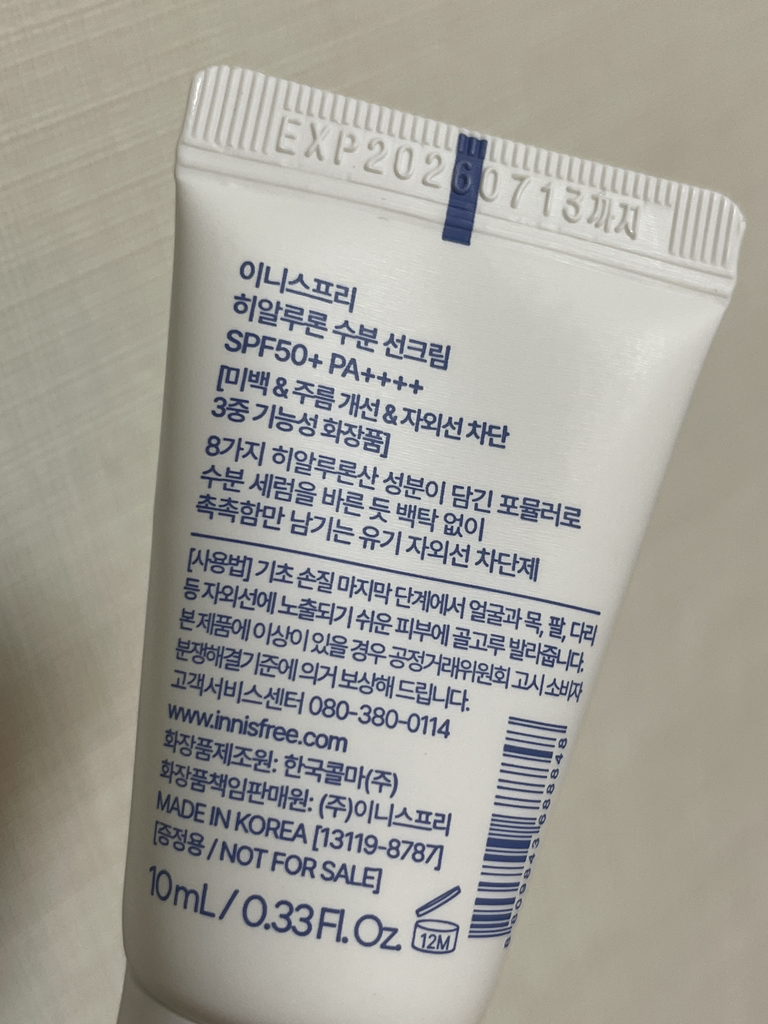 EXP20260713까지
이니스프리
히알루론 수분 선크림
SPF50+ PA++++
[미백 & 주름 개선 & 자외선 차단
3중 기능성 화장품]
8가지 히알루론산 성분이 담긴 포뮬러로
수분 세럼을 바른 듯 백탁 없이
촉촉함만 남기는 유기 자외선 차단제
[사용법] 기초 손질 마지막 단계에서 얼굴과 목, 팔, 다리
등 자외선에 노출되기 쉬운 피부에 골고루 발라줍니다.
본 제품에 이상이 있을 경우 공정거래위원회 고시 소비자
분쟁해결기준에 의거 보상해 드립니다.
고객서비스센터 080-380-0114
www.innisfree.com
화장품제조원: 한국콜마(주)
화장품책임판매원: (주)이니스프리
MADE IN KOREA [13119-8787]
[증정용 / NOT FOR SALE]
10 mL / 0.33 Fl. Oz.
12M